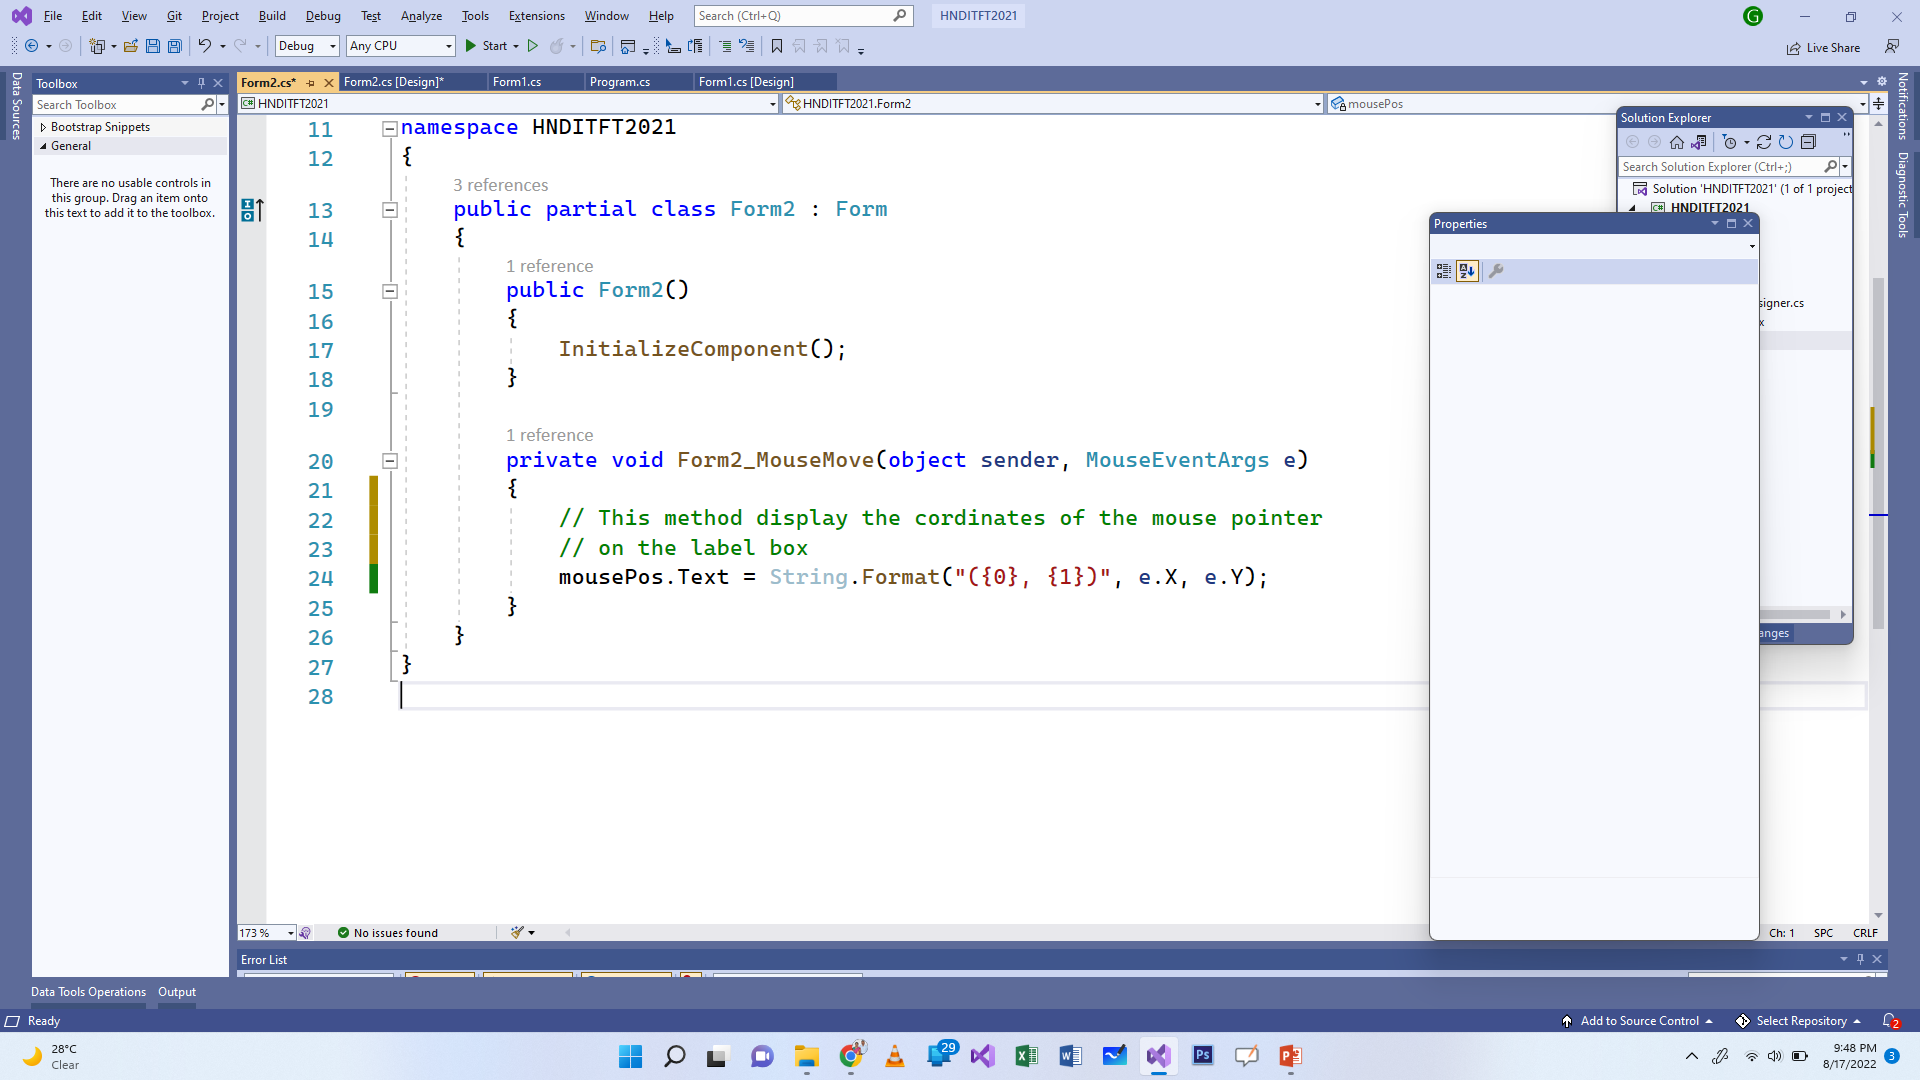 File Edit View Git Project Build Debug Test Analyze Tools Extensions Window Help Search (Ctrl+Q) HNDITFT2021 G
Debug Any CPU Start Live Share
Data Sources
Toolbox
Search Toolbox
Bootstrap Snippets
General
There are no usable controls in
this group. Drag an item onto
this text to add it to the toolbox.
Form2.cs* Form2.cs [Design]* Form1.cs Program.cs Form1.cs [Design]
HNDITFT2021 HNDITFT2021.Form2 mousePos
11 namespace HNDITFT2021
12 {
3 references
13 public partial class Form2 : Form
14 {
1 reference
15 public Form2()
16 {
17 InitializeComponent();
18 }
19
1 reference
20 private void Form2_MouseMove(object sender, MouseEventArgs e)
21 {
22 // This method display the cordinates of the mouse pointer
23 // on the label box
24 mousePos.Text = String.Format("({0}, {1})", e.X, e.Y);
25 }
26 }
27 }
28
Solution Explorer
Search Solution Explorer (Ctrl+;)
Solution 'HNDITFT2021' (1 of 1 project
HNDITFT2021
signer.cs
x
anges
Properties
Notifications
Diagnostic Tools
173 % No issues found Ch: 1 SPC CRLF
Error List
Data Tools Operations Output
Ready Add to Source Control Select Repository 2
28°C
Clear
29
Ps
9:48 PM
8/17/2022
3